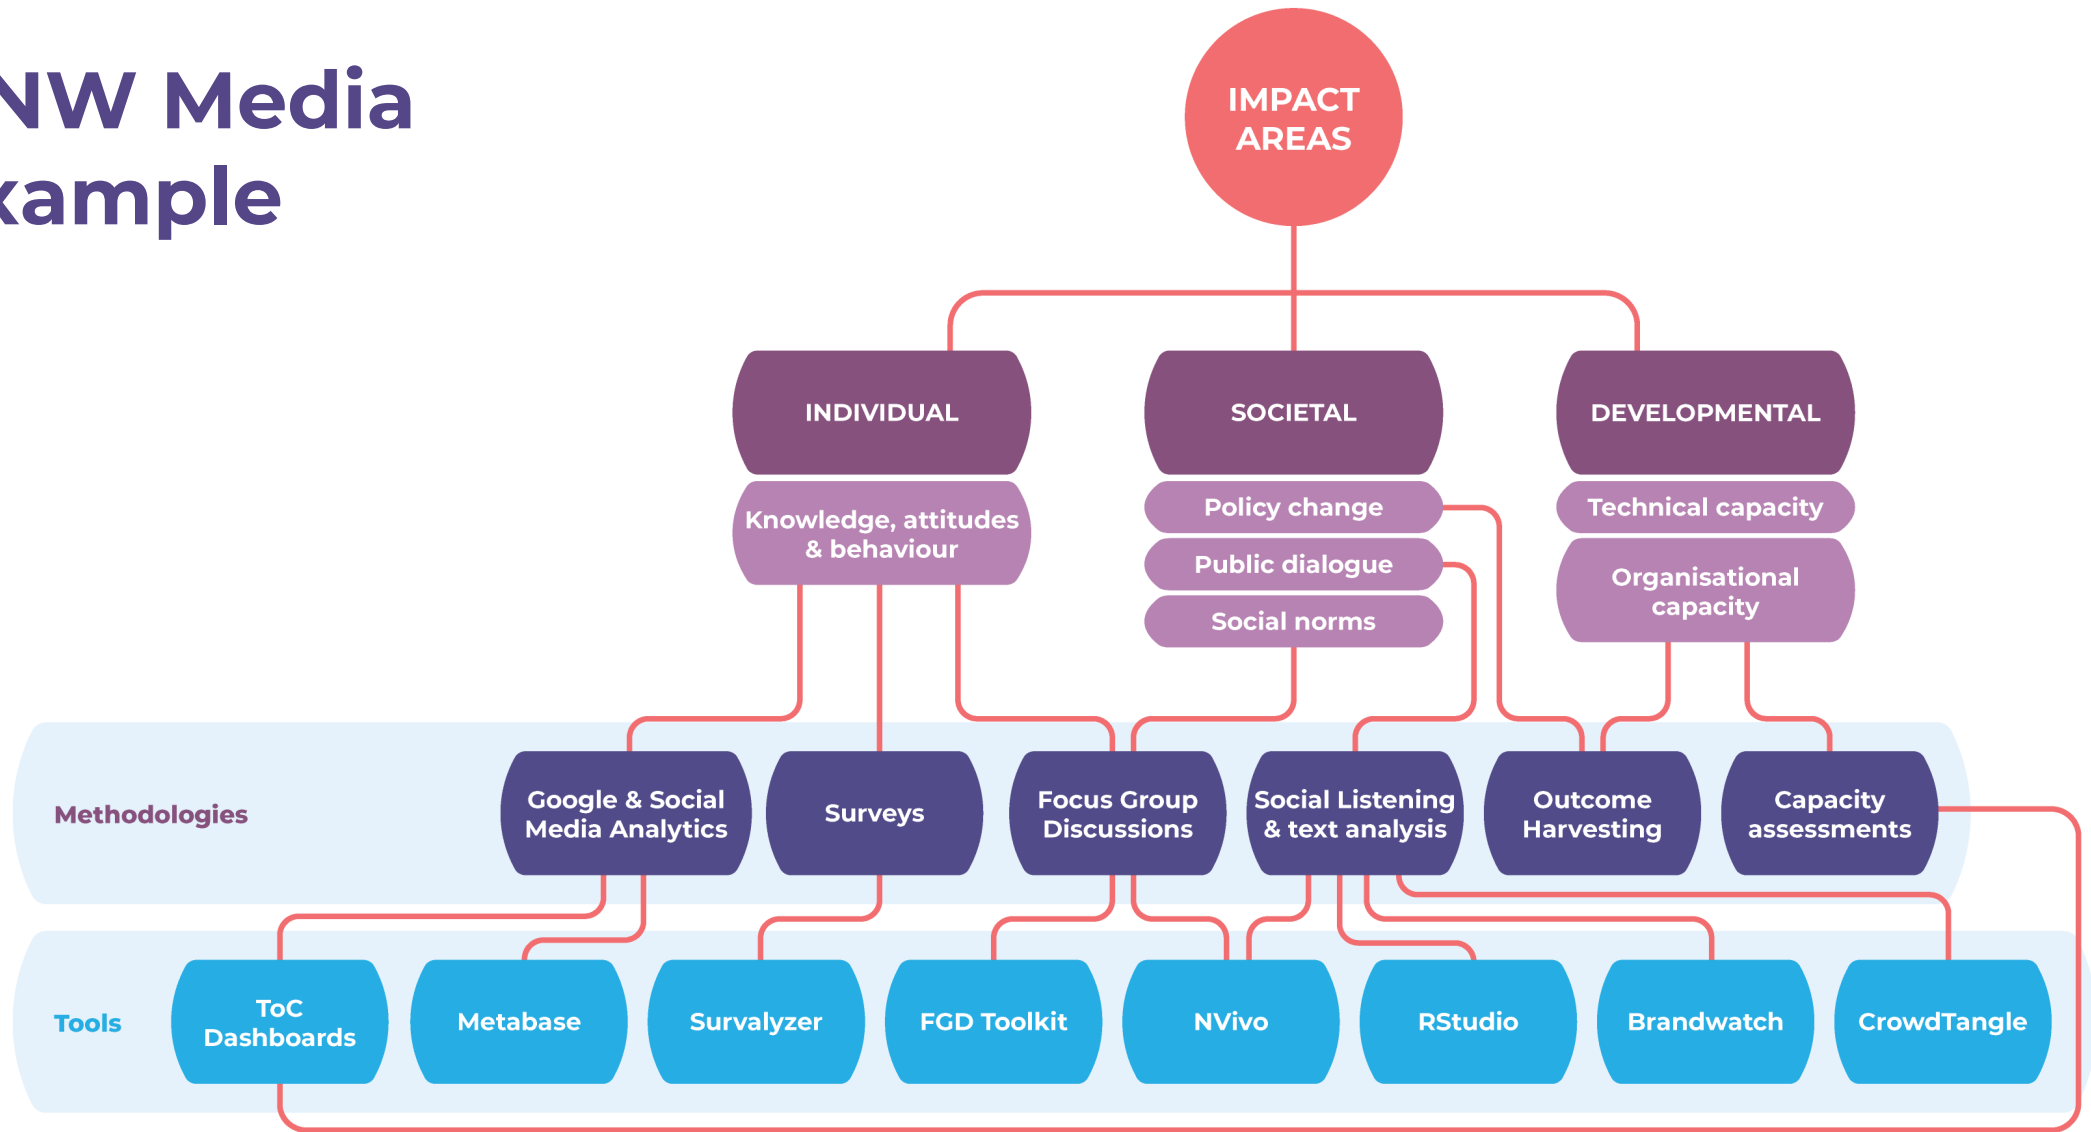 NW Media
xample
IMPACT
AREAS
INDIVIDUAL
SOCIETAL
DEVELOPMENTAL
Knowledge, attitudes
& behaviour
Policy change
Public dialogue
Social norms
Technical capacity
Organisational
capacity
Methodologies
Google & Social
Media Analytics
Surveys
Focus Group
Discussions
Social Listening
& text analysis
Outcome
Harvesting
Capacity
assessments
Tools
ToC
Dashboards
Metabase
Survalyzer
FGD Toolkit
NVivo
RStudio
Brandwatch
CrowdTangle